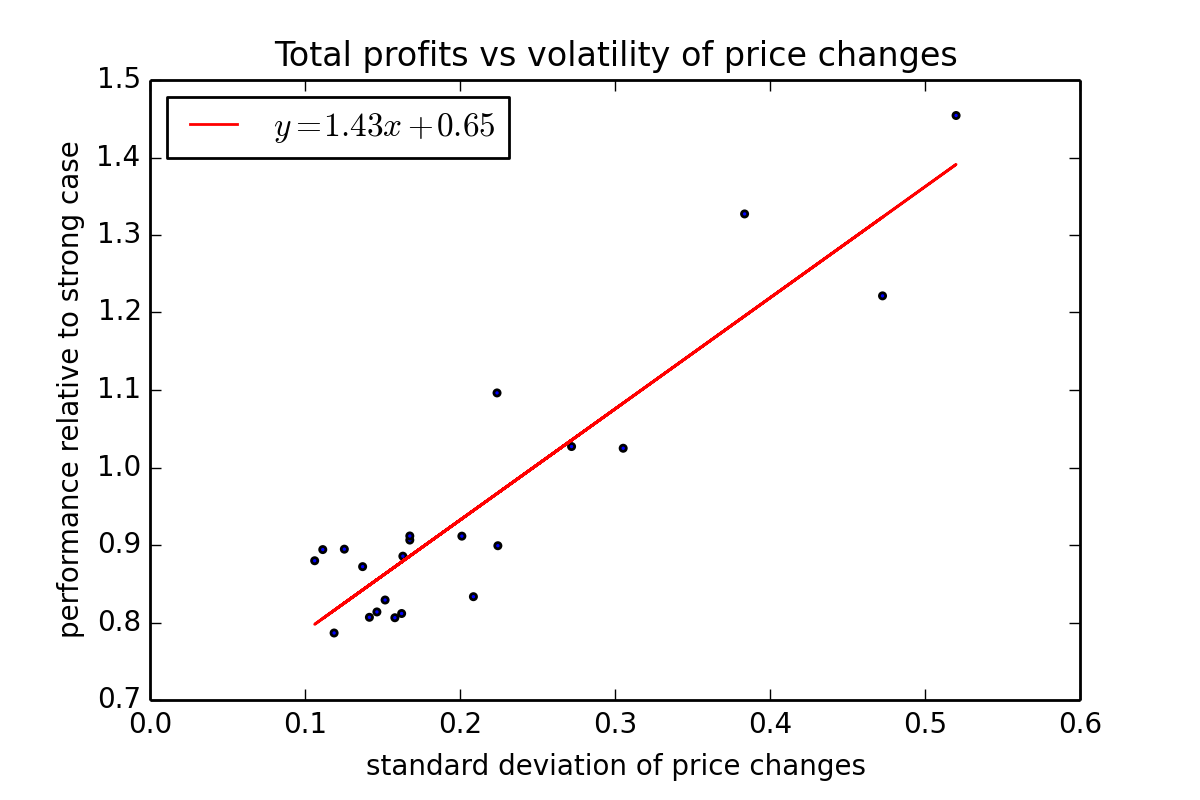 Total profits vs volatility of price changes
y = 1.43x + 0.65
performance relative to strong case
1.5
1.4
1.3
1.2
1.1
1.0
0.9
0.8
0.7
0.0 0.1 0.2 0.3 0.4 0.5 0.6
standard deviation of price changes